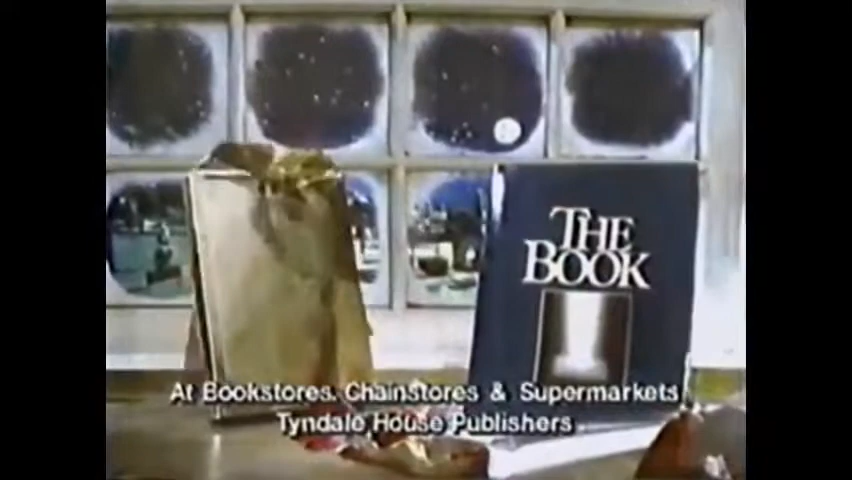 THE
BOOK
At Bookstores, Chainstores & Supermarkets
Tyndale House Publishers